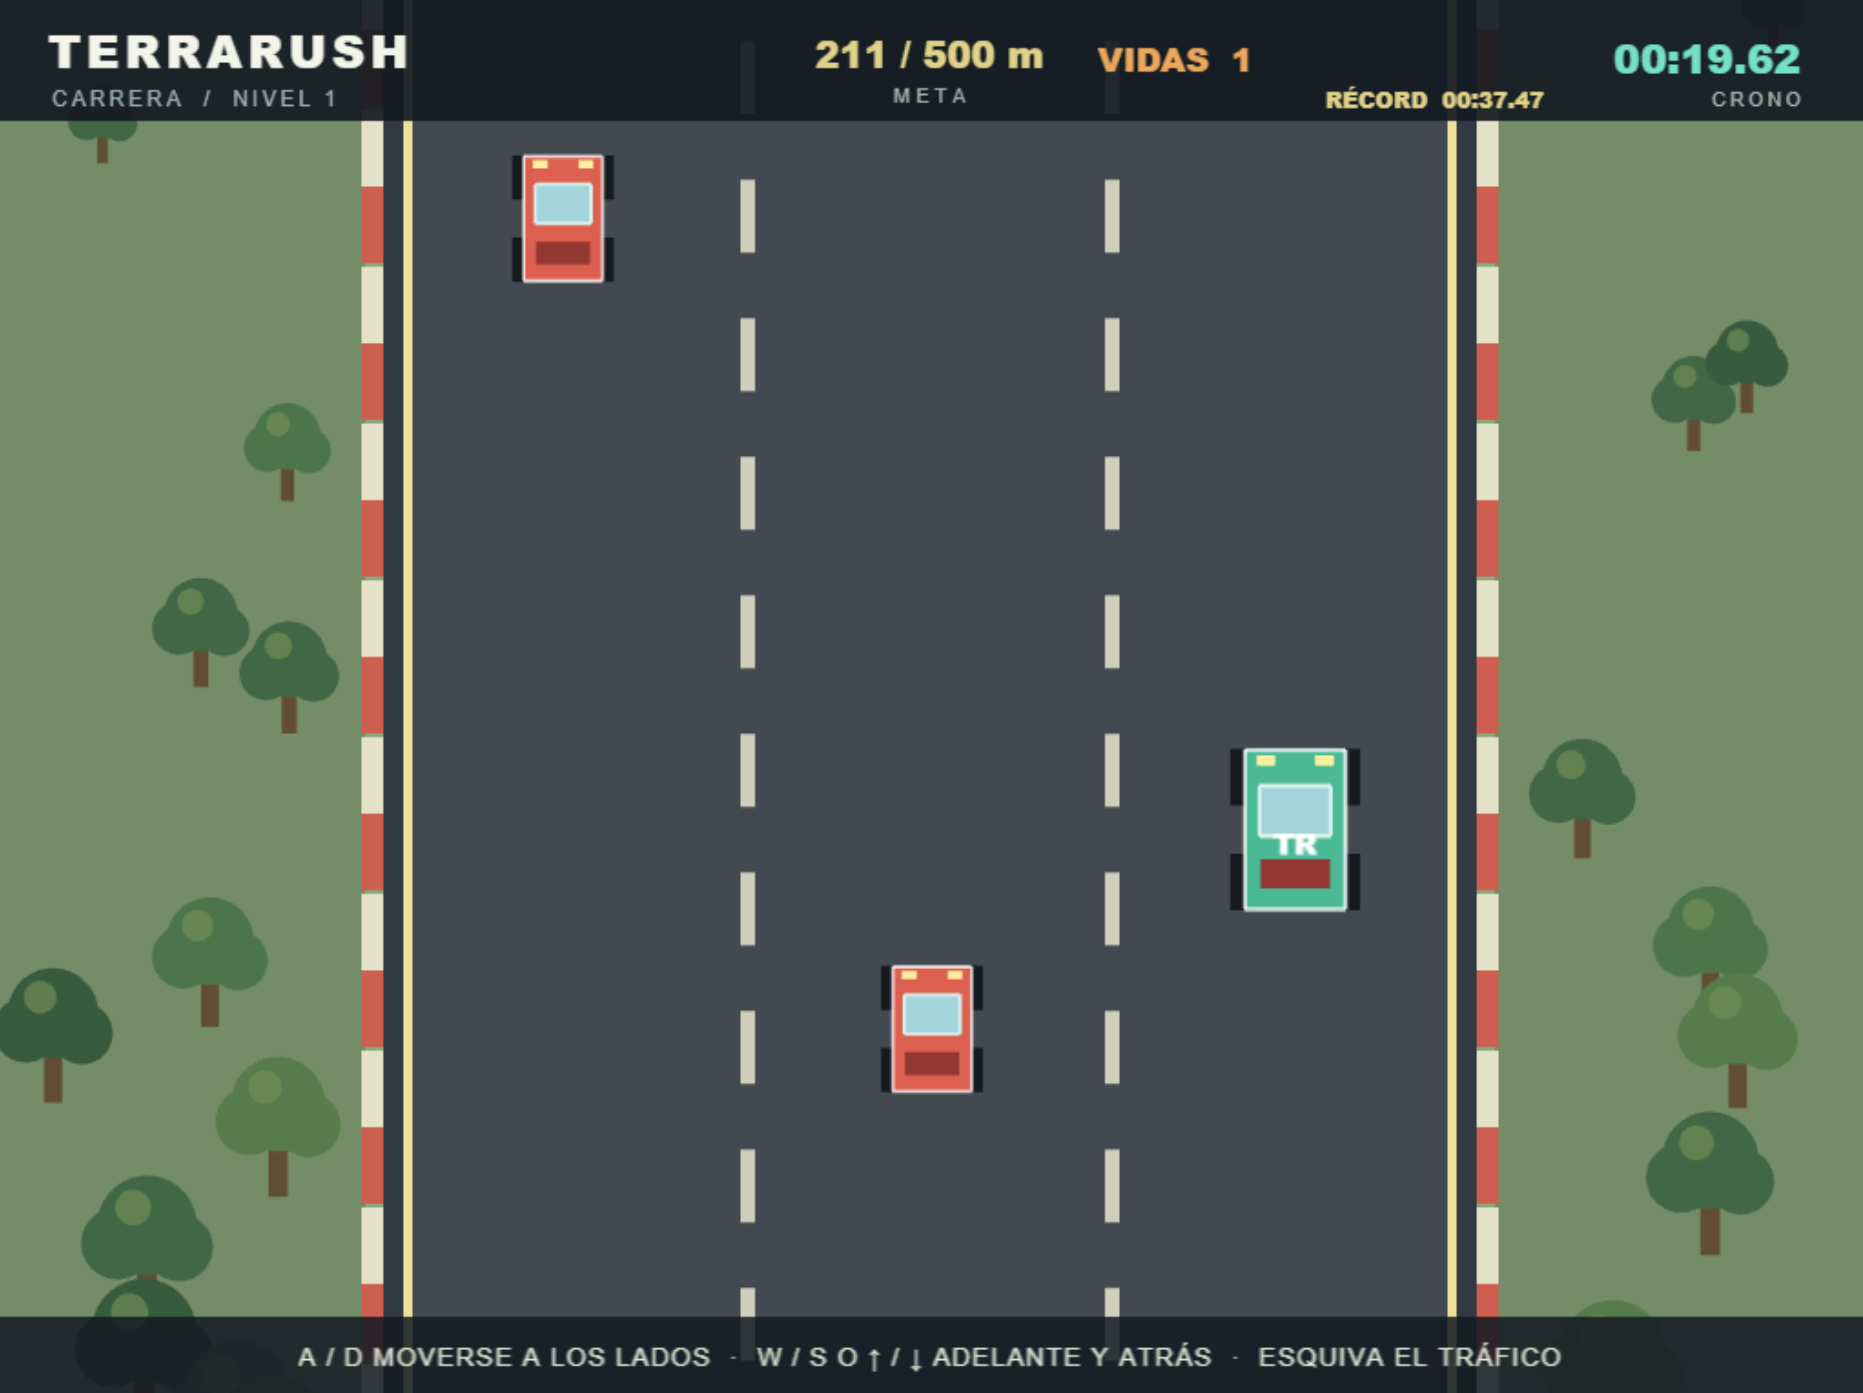 TERRARUSH
CARRERA / NIVEL 1
211 / 500 m
META
VIDAS 1
RÉCORD 00:37.47
00:19.62
CRONO
TR
A / D MOVERSE A LOS LADOS · W / S O ↑ / ↓ ADELANTE Y ATRÁS · ESQUIVA EL TRÁFICO